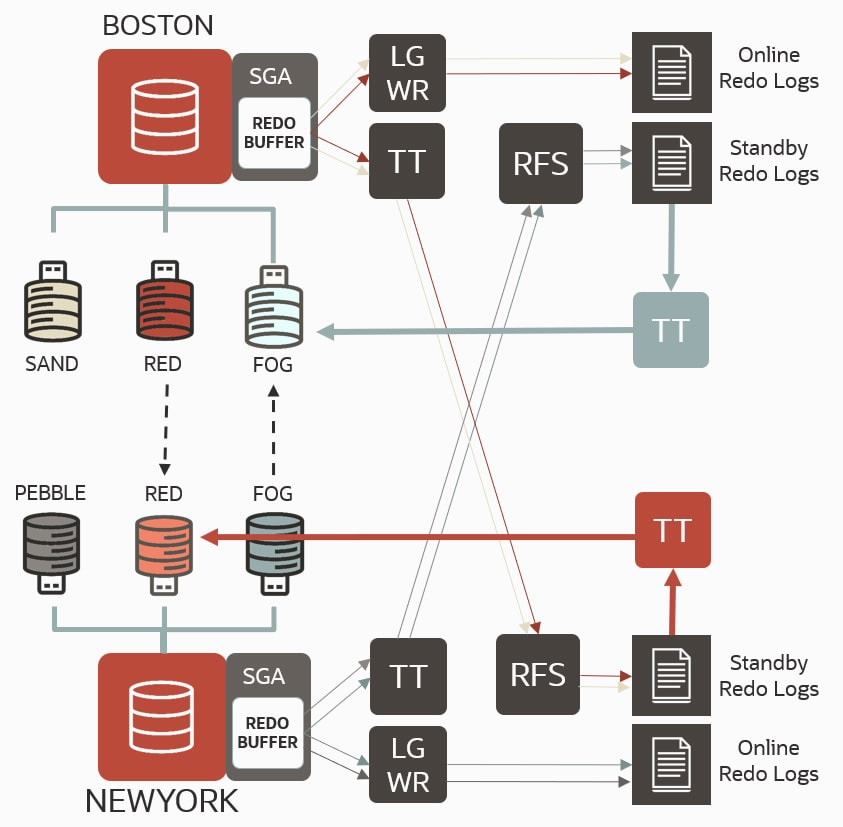 BOSTON
SGA
REDO
BUFFER
LG
WR
Online
Redo Logs
TT
RFS
Standby
Redo Logs
TT
SAND
RED
FOG
PEBBLE
RED
FOG
TT
SGA
REDO
BUFFER
TT
RFS
Standby
Redo Logs
LG
WR
Online
Redo Logs
NEWYORK